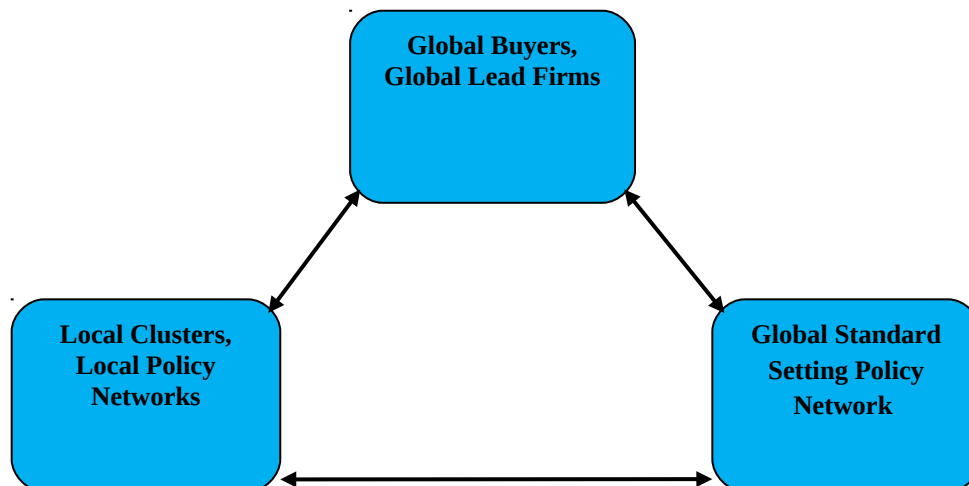 Global Buyers,
Global Lead Firms
Local Clusters,
Local Policy
Networks
Global Standard
Setting Policy
Network